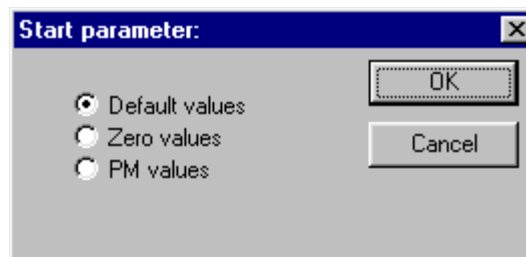 Start parameter:
OK
Default values
Zero values
Cancel
PM values